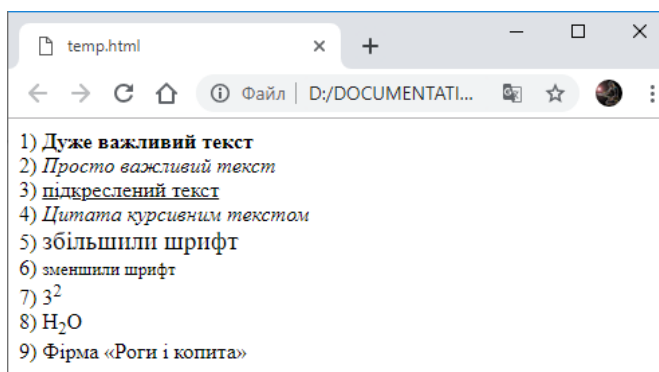 temp.html
Файл | D:/DOCUMENTATI...
1) Дуже важливий текст
2) Просто важливий текст
3) підкреслений текст
4) Цитата курсивним текстом
5) збільшили шрифт
6) зменшили шрифт
7) 3²
8) H₂O
9) Фірма «Роги і копита»